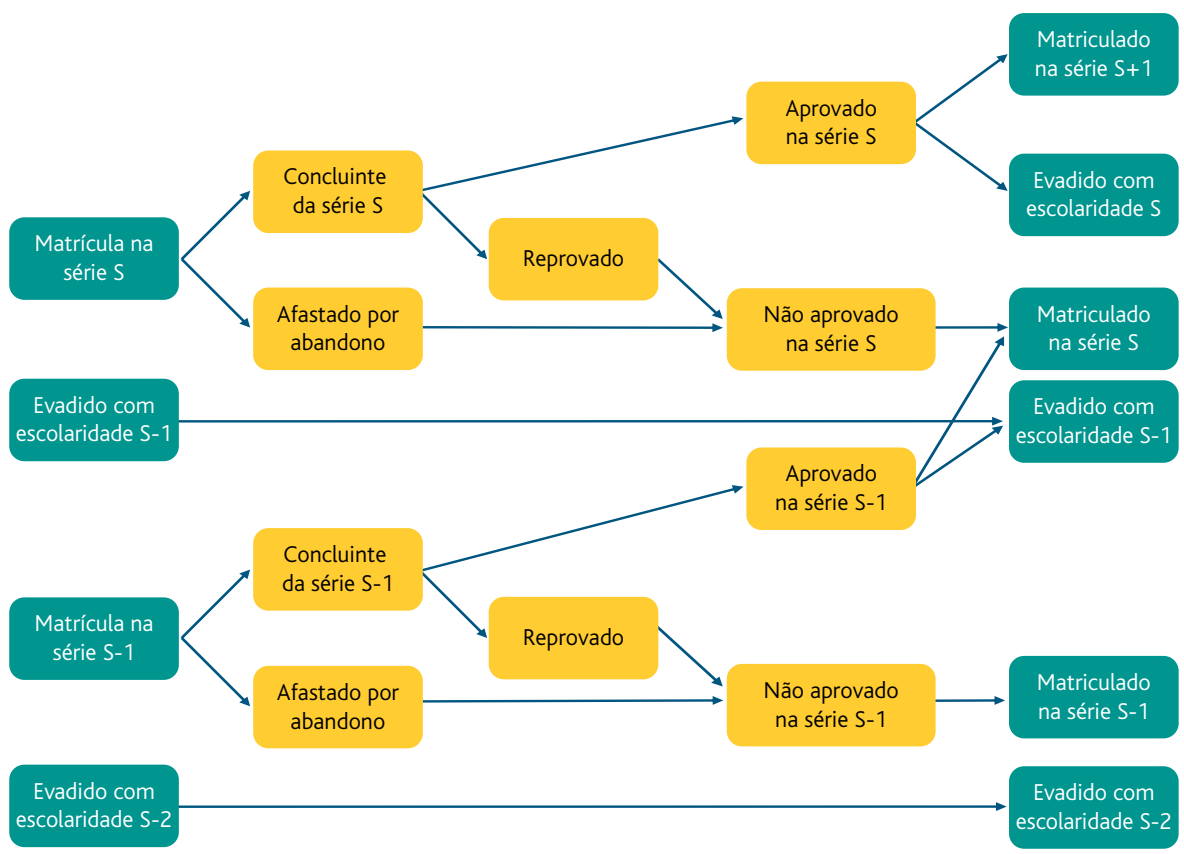 Matriculado
na série S+1
Aprovado
na série S
Concluinte
da série S
Evadido com
escolaridade S
Matrícula na
série S
Reprovado
Afastado por
abandono
Não aprovado
na série S
Matriculado
na série S
Evadido com
escolaridade S-1
Evadido com
escolaridade S-1
Aprovado
na série S-1
Concluinte
da série S-1
Matrícula na
série S-1
Reprovado
Afastado por
abandono
Não aprovado
na série S-1
Matriculado
na série S-1
Evadido com
escolaridade S-2
Evadido com
escolaridade S-2